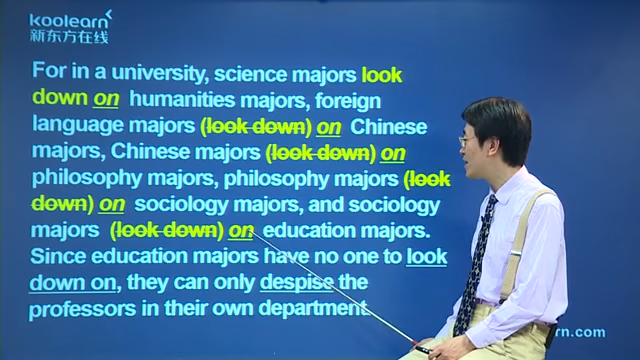 koolearn
新东方在线
For in a university, science majors look
down on humanities majors, foreign
language majors (look down) on Chinese
majors, Chinese majors (look down) on
philosophy majors, philosophy majors (look
down) on sociology majors, and sociology
majors (look down) on education majors.
Since education majors have no one to look
down on, they can only despise the
professors in their own department.
rn.com